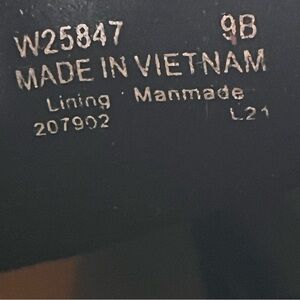 W25847 9B
MADE IN VIETNAM
Lining Manmade
207902 L21